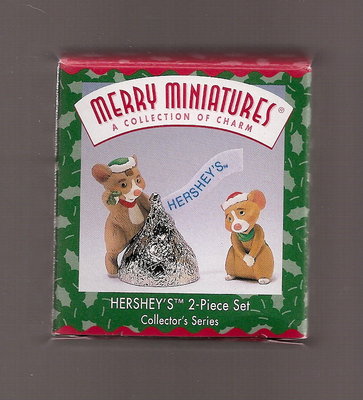 MERRY MINIATURES®
A COLLECTION OF CHARM
HERSHEY'S™
HERSHEY'S™ 2-Piece Set
Collector's Series